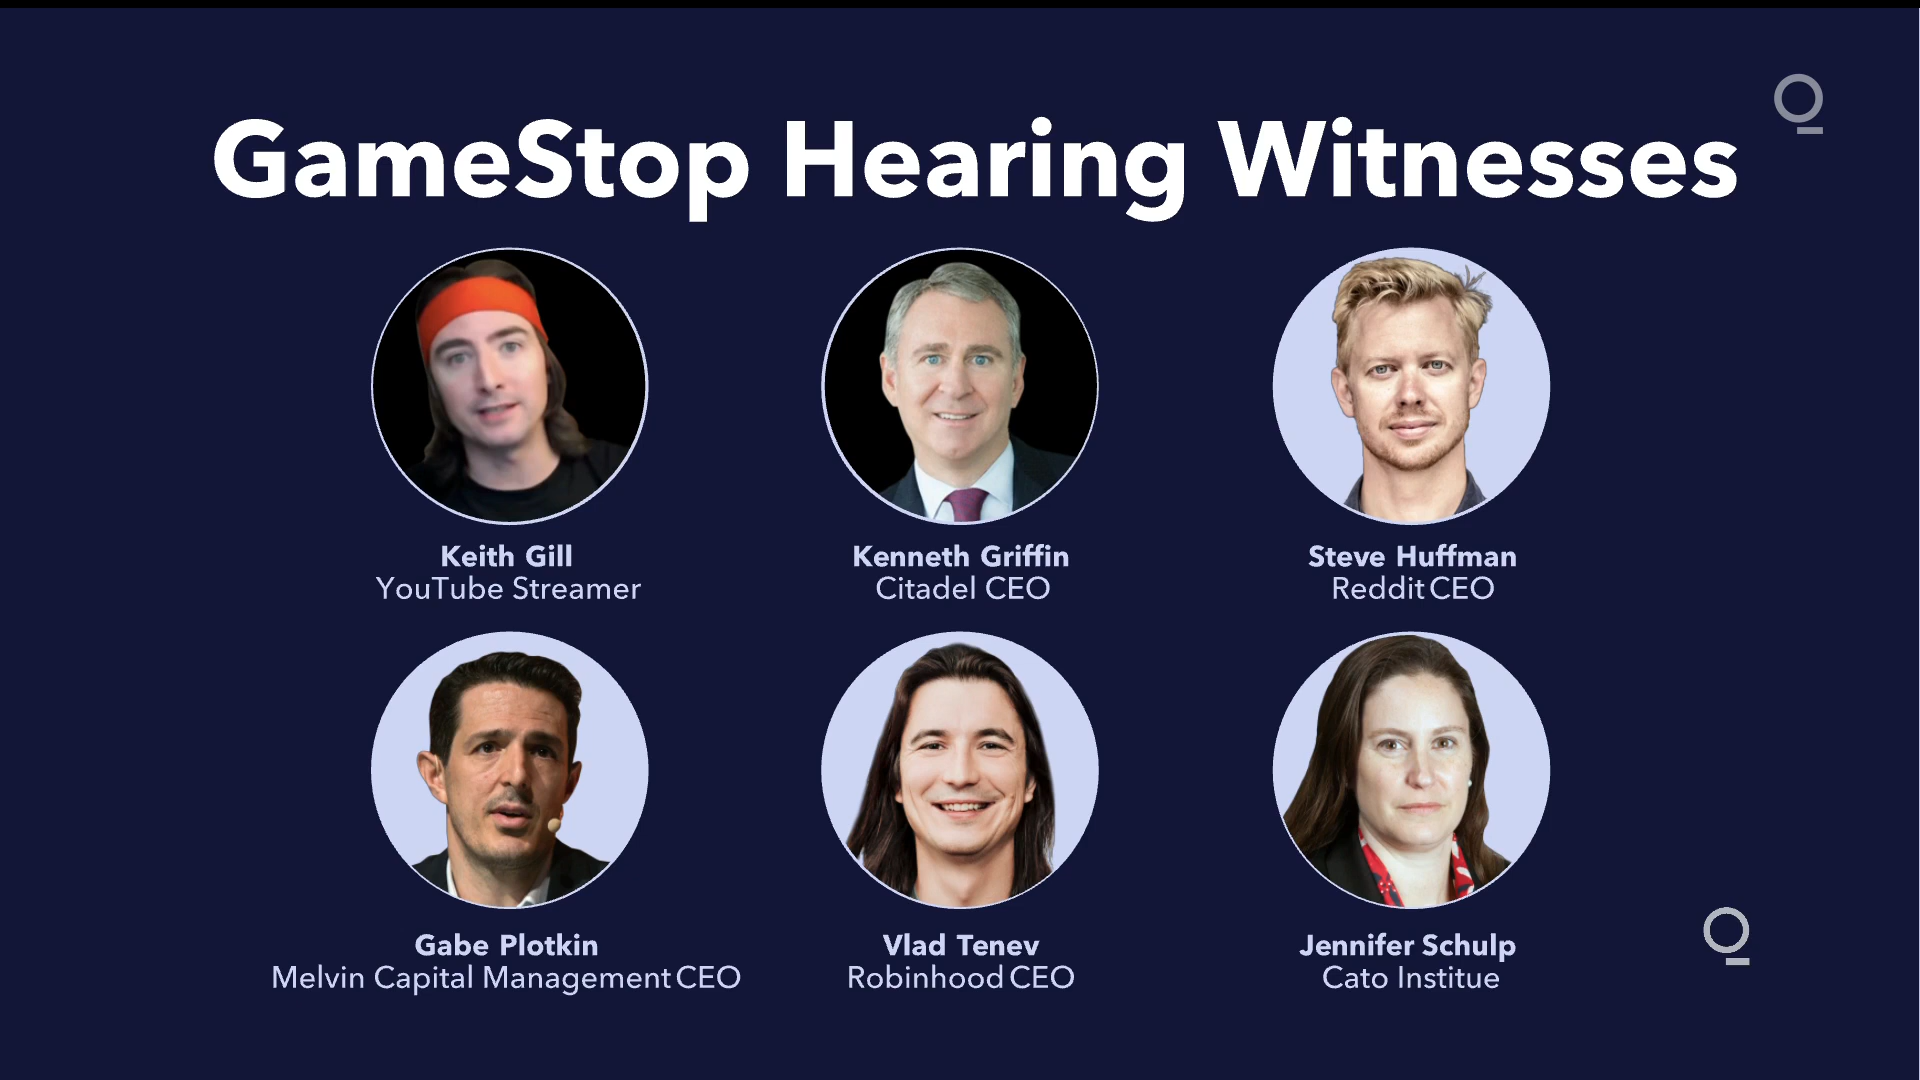 GameStop Hearing Witnesses
Keith Gill
YouTube Streamer
Kenneth Griffin
Citadel CEO
Steve Huffman
Reddit CEO
Gabe Plotkin
Melvin Capital Management CEO
Vlad Tenev
Robinhood CEO
Jennifer Schulp
Cato Institue